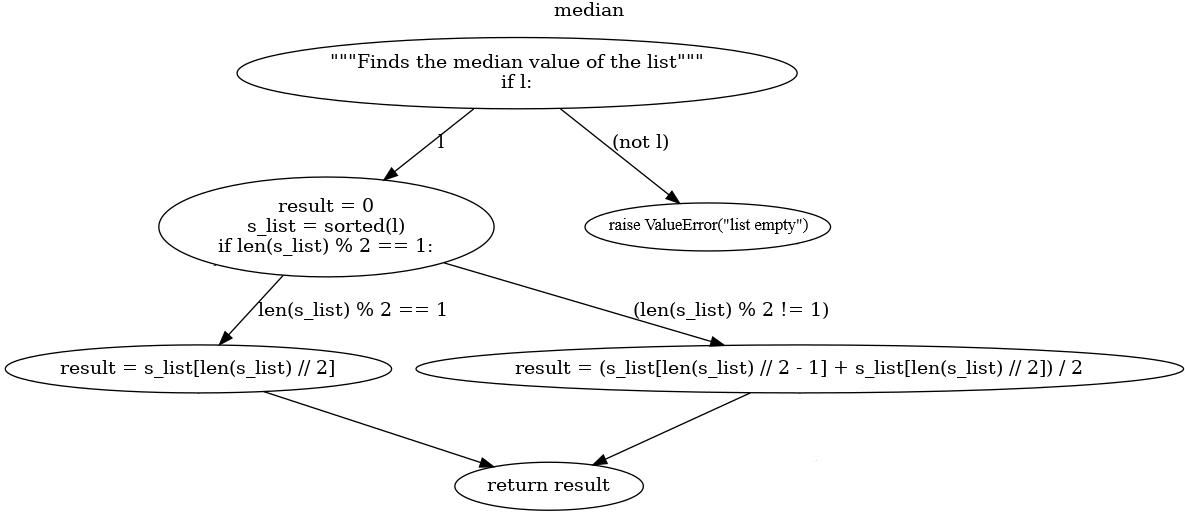 median
"""Finds the median value of the list"""
if l:
l
(not l)
result = 0
s_list = sorted(l)
if len(s_list) % 2 == 1:
raise ValueError("list empty")
len(s_list) % 2 == 1
(len(s_list) % 2 != 1)
result = s_list[len(s_list) // 2]
result = (s_list[len(s_list) // 2 - 1] + s_list[len(s_list) // 2]) / 2
return result